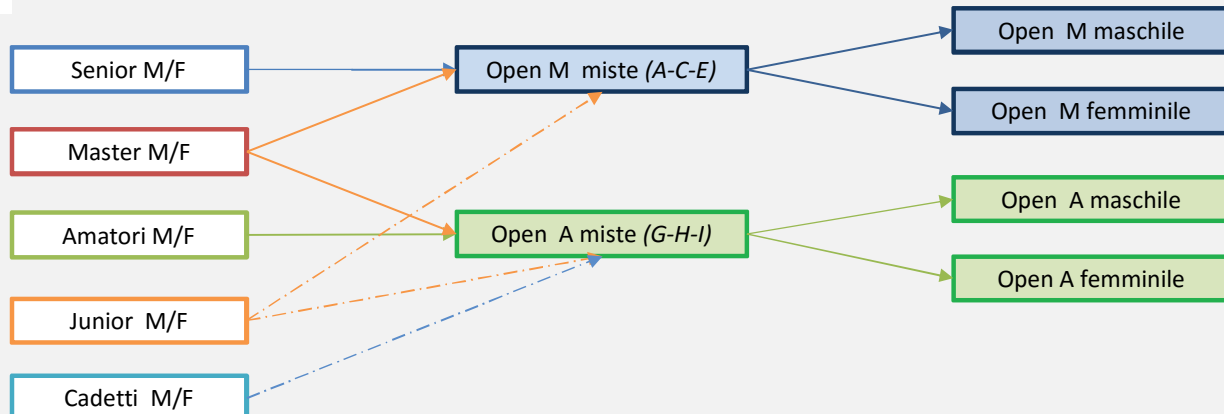 Senior M/F
Master M/F
Amatori M/F
Junior M/F
Cadetti M/F
Open M miste (A-C-E)
Open A miste (G-H-I)
Open M maschile
Open M femminile
Open A maschile
Open A femminile